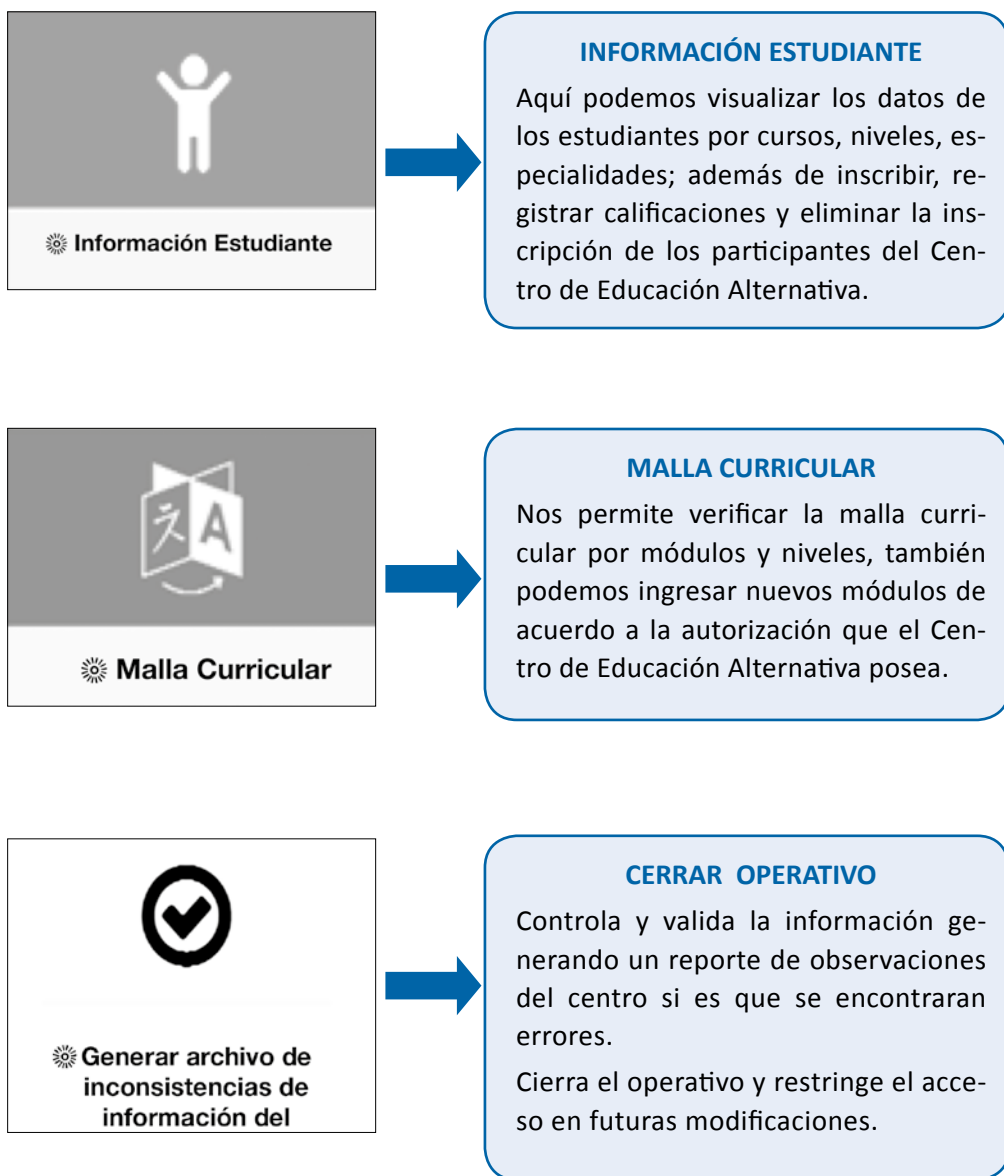 INFORMACIÓN ESTUDIANTE
Aquí podemos visualizar los datos de
los estudiantes por cursos, niveles, es-
pecialidades; además de inscribir, re-
gistrar calificaciones y eliminar la ins-
cripción de los participantes del Cen-
tro de Educación Alternativa.
Información Estudiante
MALLA CURRICULAR
Nos permite verificar la malla curri-
cular por módulos y niveles, también
podemos ingresar nuevos módulos de
acuerdo a la autorización que el Cen-
tro de Educación Alternativa posea.
A
Malla Curricular
CERRAR OPERATIVO
Controla y valida la información ge-
nerando un reporte de observaciones
del centro si es que se encontraran
errores.
Cierra el operativo y restringe el acce-
so en futuras modificaciones.
Generar archivo de
inconsistencias de
información del